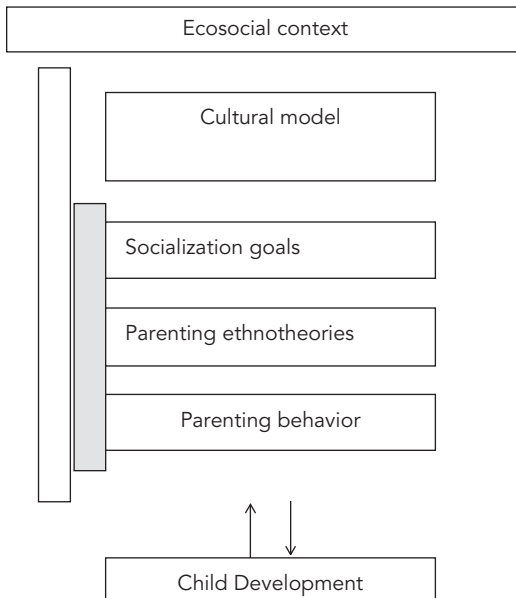 Ecosocial context
Cultural model
Socialization goals
Parenting ethnotheories
Parenting behavior
Child Development